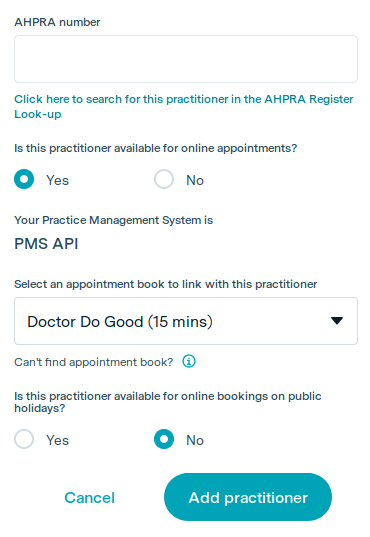 AHPRA number
Click here to search for this practitioner in the AHPRA Register
Look-up
Is this practitioner available for online appointments?
Yes No
Your Practice Management System is
PMS API
Select an appointment book to link with this practitioner
Doctor Do Good (15 mins)
Can't find appointment book?
Is this practitioner available for online bookings on public
holidays?
Yes No
Cancel Add practitioner